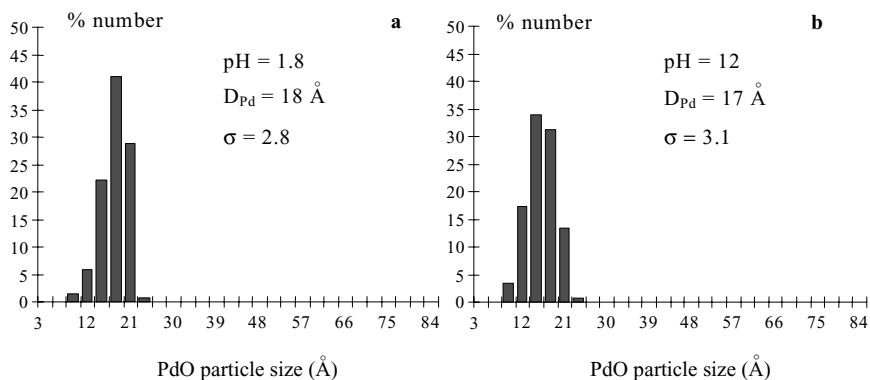 % number
a
pH = 1.8
D_Pd = 18 Å
σ = 2.8
50
45
40
35
30
25
20
15
10
5
0
3 12 21 30 39 48 57 66 75 84
PdO particle size (Å)
% number
b
pH = 12
D_Pd = 17 Å
σ = 3.1
50
45
40
35
30
25
20
15
10
5
0
3 12 21 30 39 48 57 66 75 84
PdO particle size (Å)